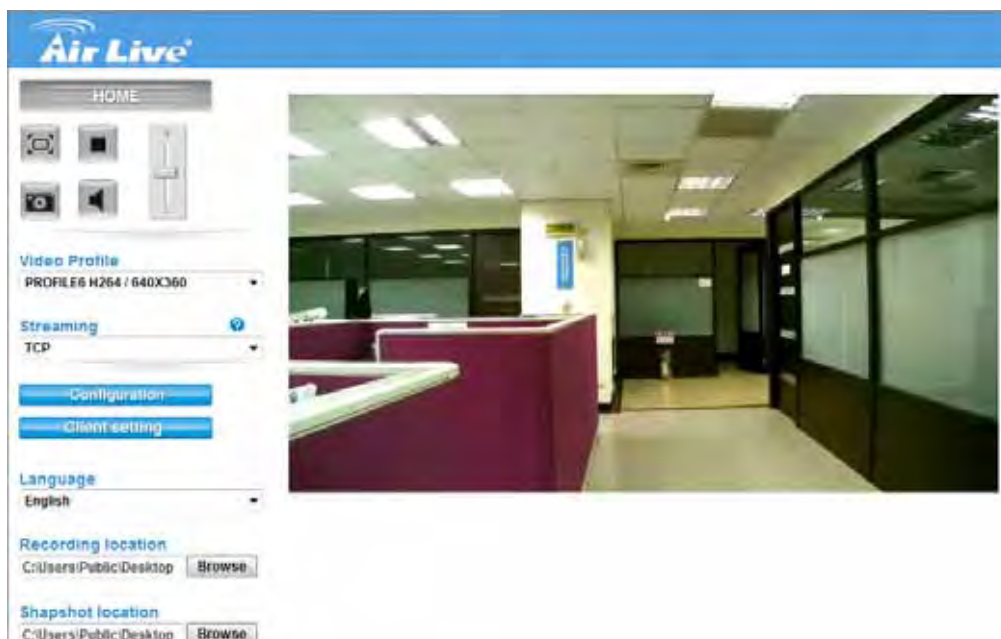 Air Live
HOME
Video Profile
PROFILE6 H264 / 640X360
Streaming
TCP
Configuration
Client setting
Language
English
Recording location
C:\Users\Public\Desktop Browse
Shapshot location
C:\Users\Public\Desktop Browse